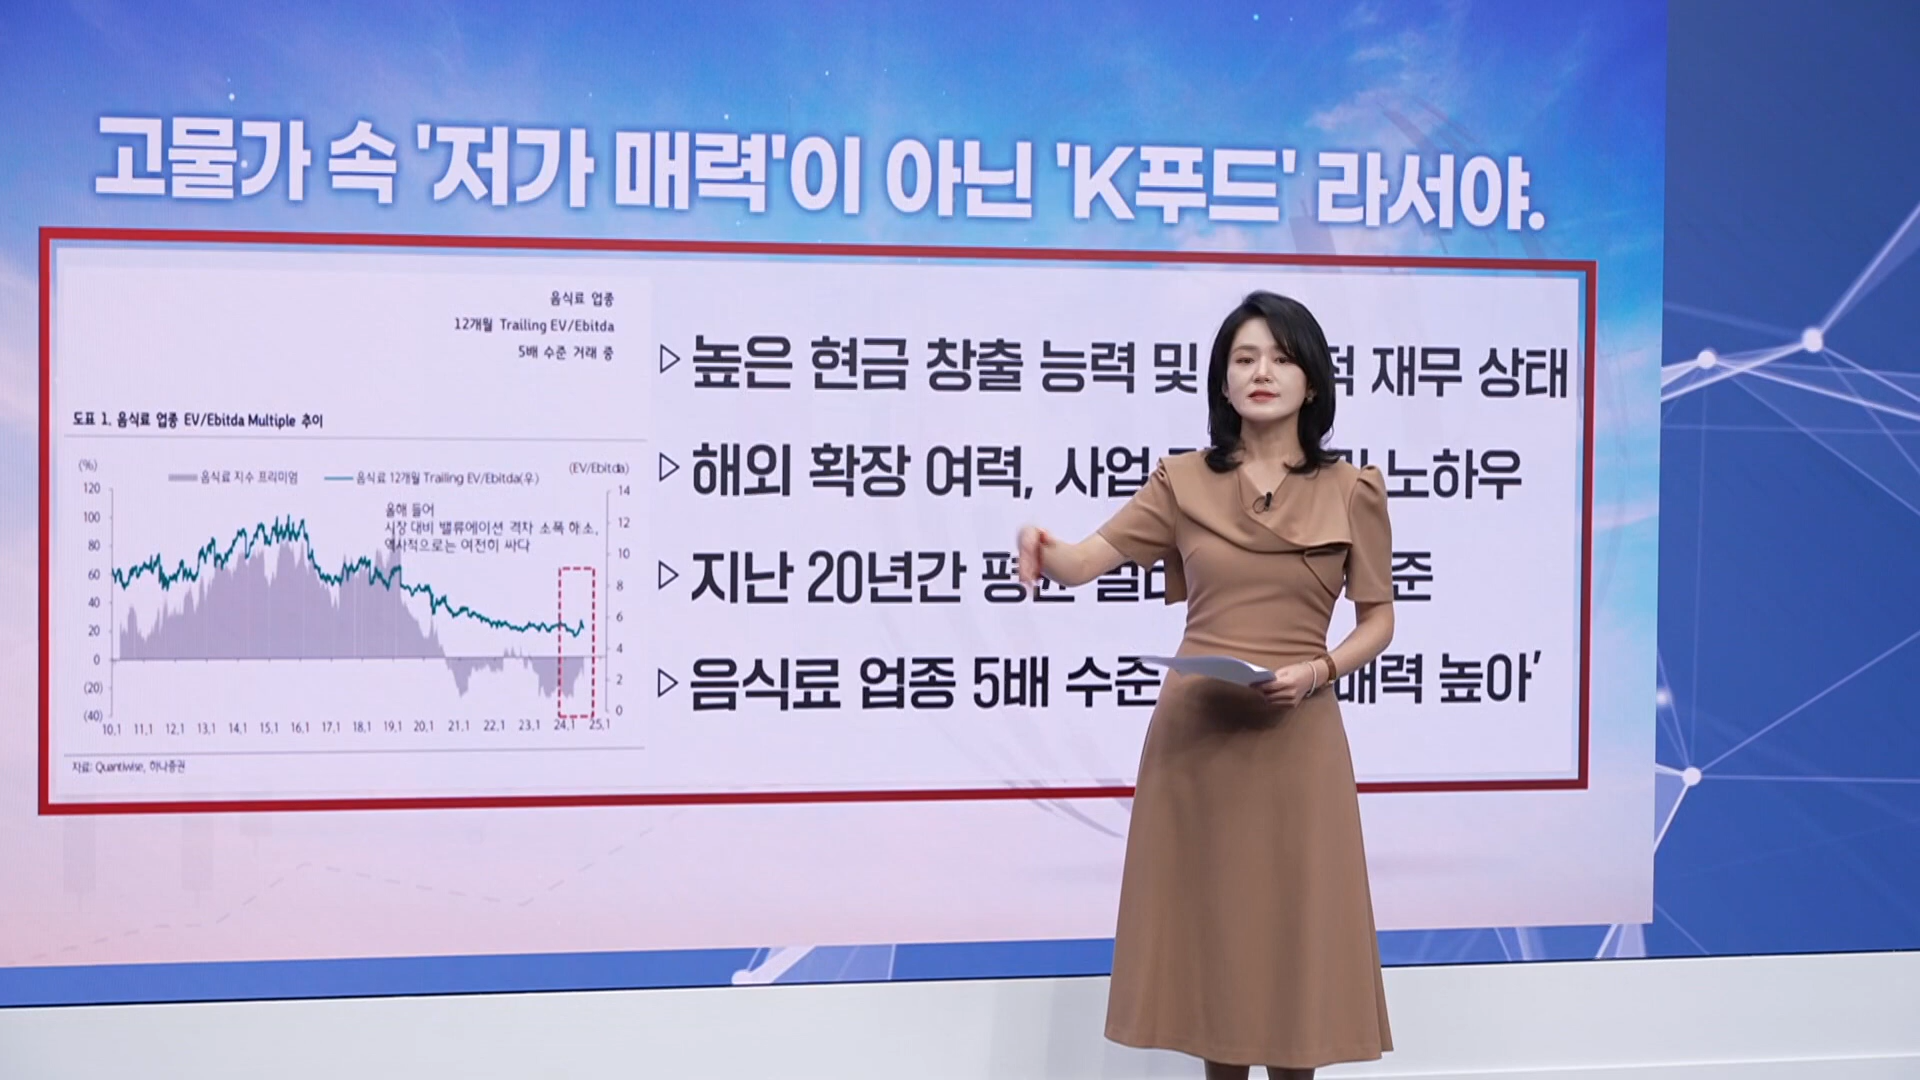 고물가 속 '저가 매력'이 아닌 'K푸드' 라서야.
음식료 업종
12개월 Trailing EV/Ebitda
5배 수준 거래 중
도표 1. 음식료 업종 EV/Ebitda Multiple 추이
(%)
음식료 지수 프리미엄
음식료 12개월 Trailing EV/Ebitda(우)
(EV/Ebitda)
올해 들어
시장 대비 밸류에이션 격차 소폭 해소,
역사적으로는 여전히 싸다
120
100
80
60
40
20
0
(20)
(40)
14
12
10
8
6
4
2
0
10.1 11.1 12.1 13.1 14.1 15.1 16.1 17.1 18.1 19.1 20.1 21.1 22.1 23.1 24.1 25.1
자료: Quantiwise, 하나증권
▷높은 현금 창출 능력 및 재무 상태
▷해외 확장 여력, 사업 노하우
▷지난 20년간 평균
▷음식료 업종 5배 수준 매력 높아'